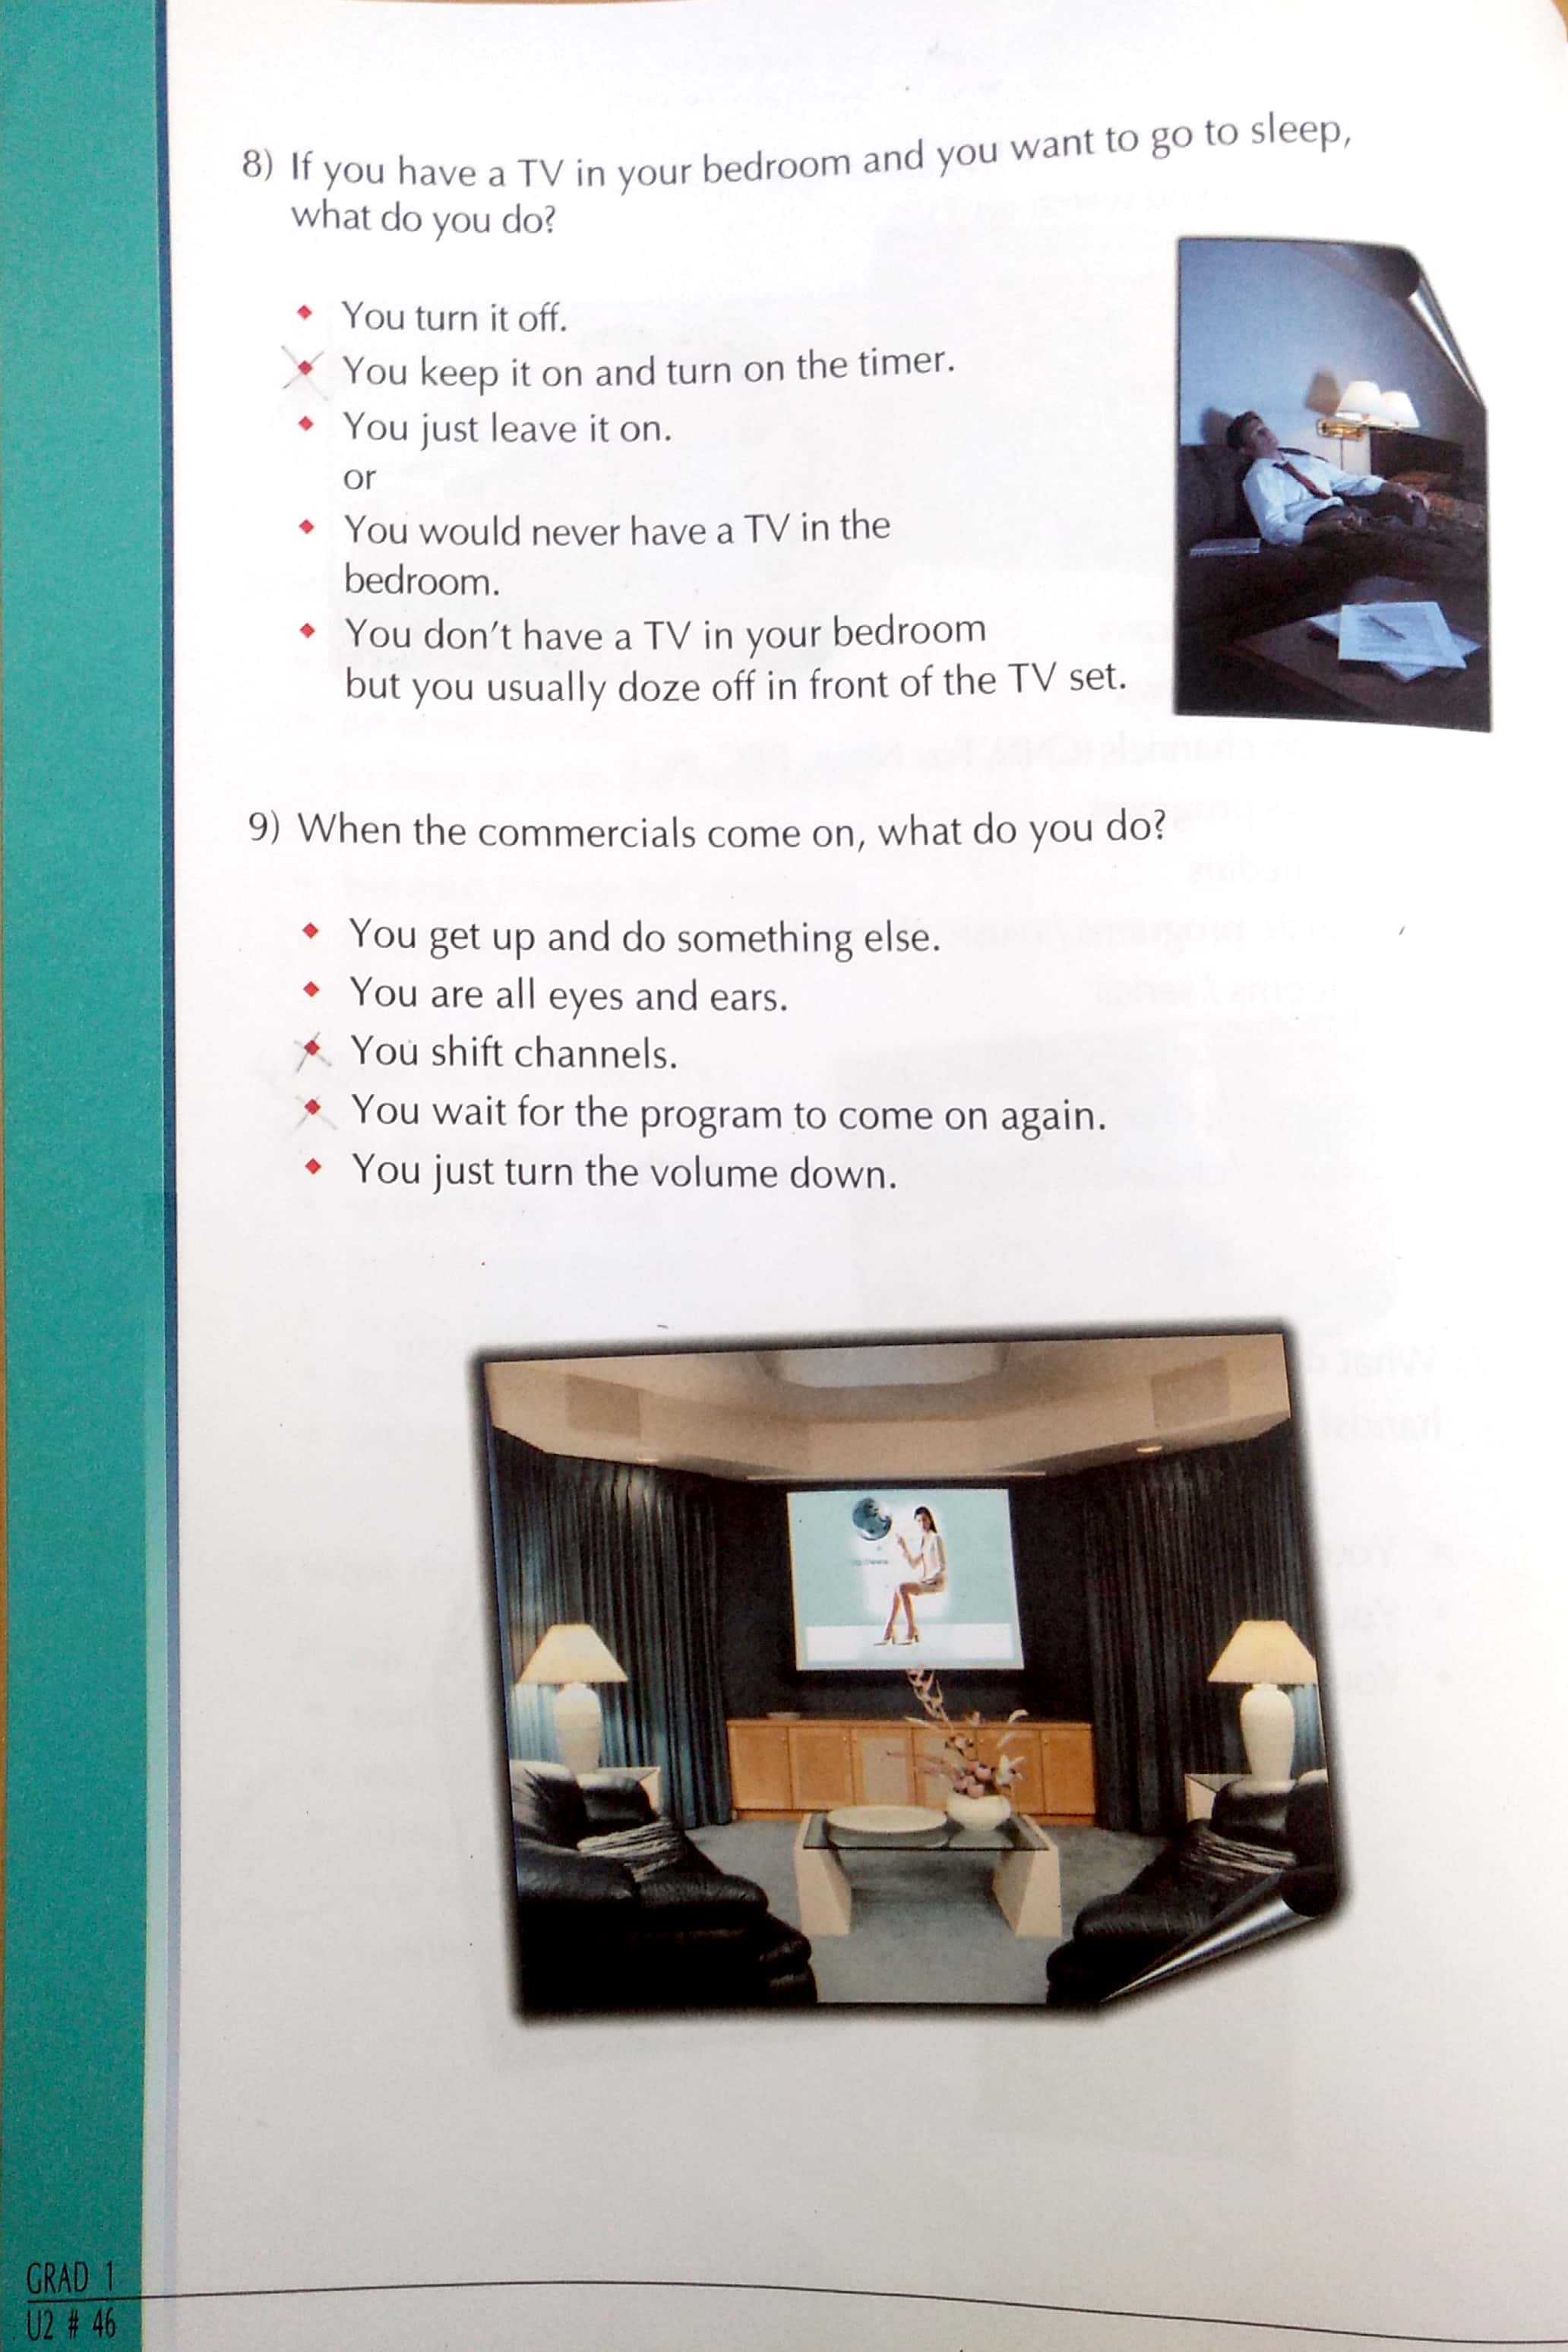 8) If you have a TV in your bedroom and you want to go to sleep,
what do you do?
You turn it off.
You keep it on and turn on the timer.
You just leave it on.
or
You would never have a TV in the
bedroom.
You don't have a TV in your bedroom
but you usually doze off in front of the TV set.
9) When the commercials come on, what do you do?
You get up and do something else.
You are all eyes and ears.
You shift channels.
You wait for the program to come on again.
You just turn the volume down.
GRAD 1
U2 # 46